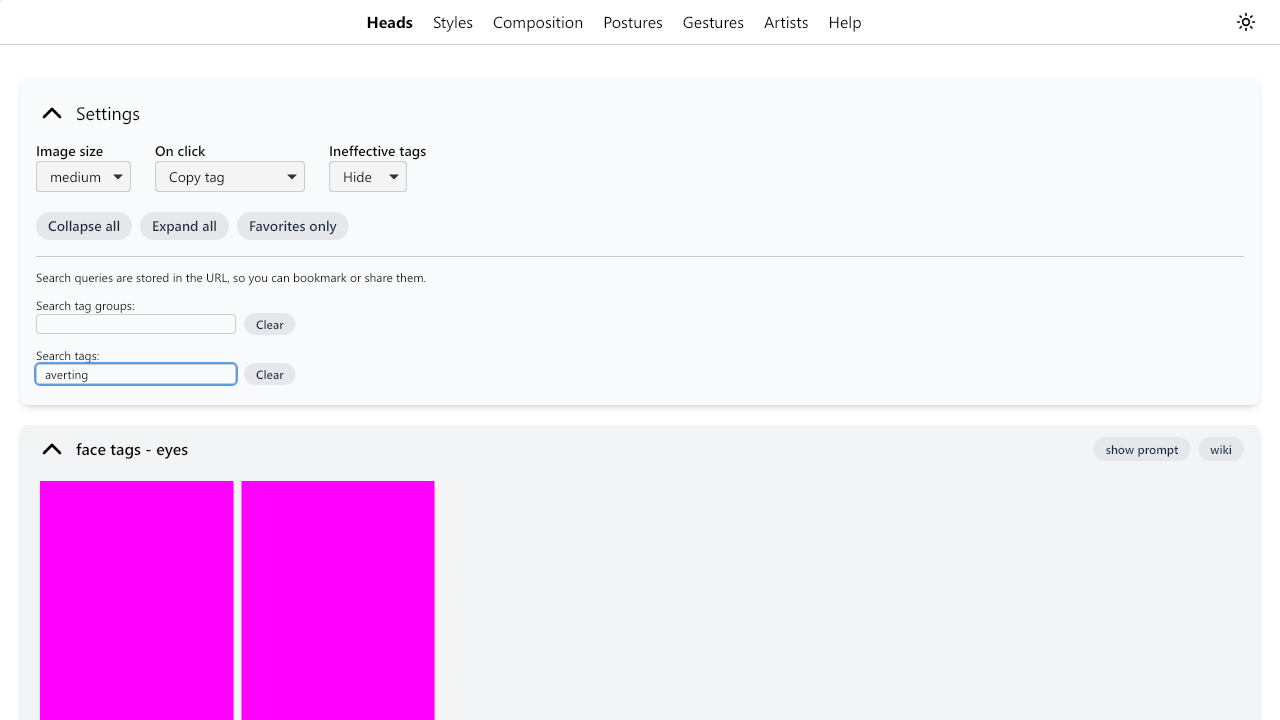 Heads Styles Composition Postures Gestures Artists Help
Settings
Image size On click Ineffective tags
medium Copy tag Hide
Collapse all Expand all Favorites only
Search queries are stored in the URL, so you can bookmark or share them.
Search tag groups:
Clear
Search tags:
averting Clear
face tags - eyes show prompt wiki